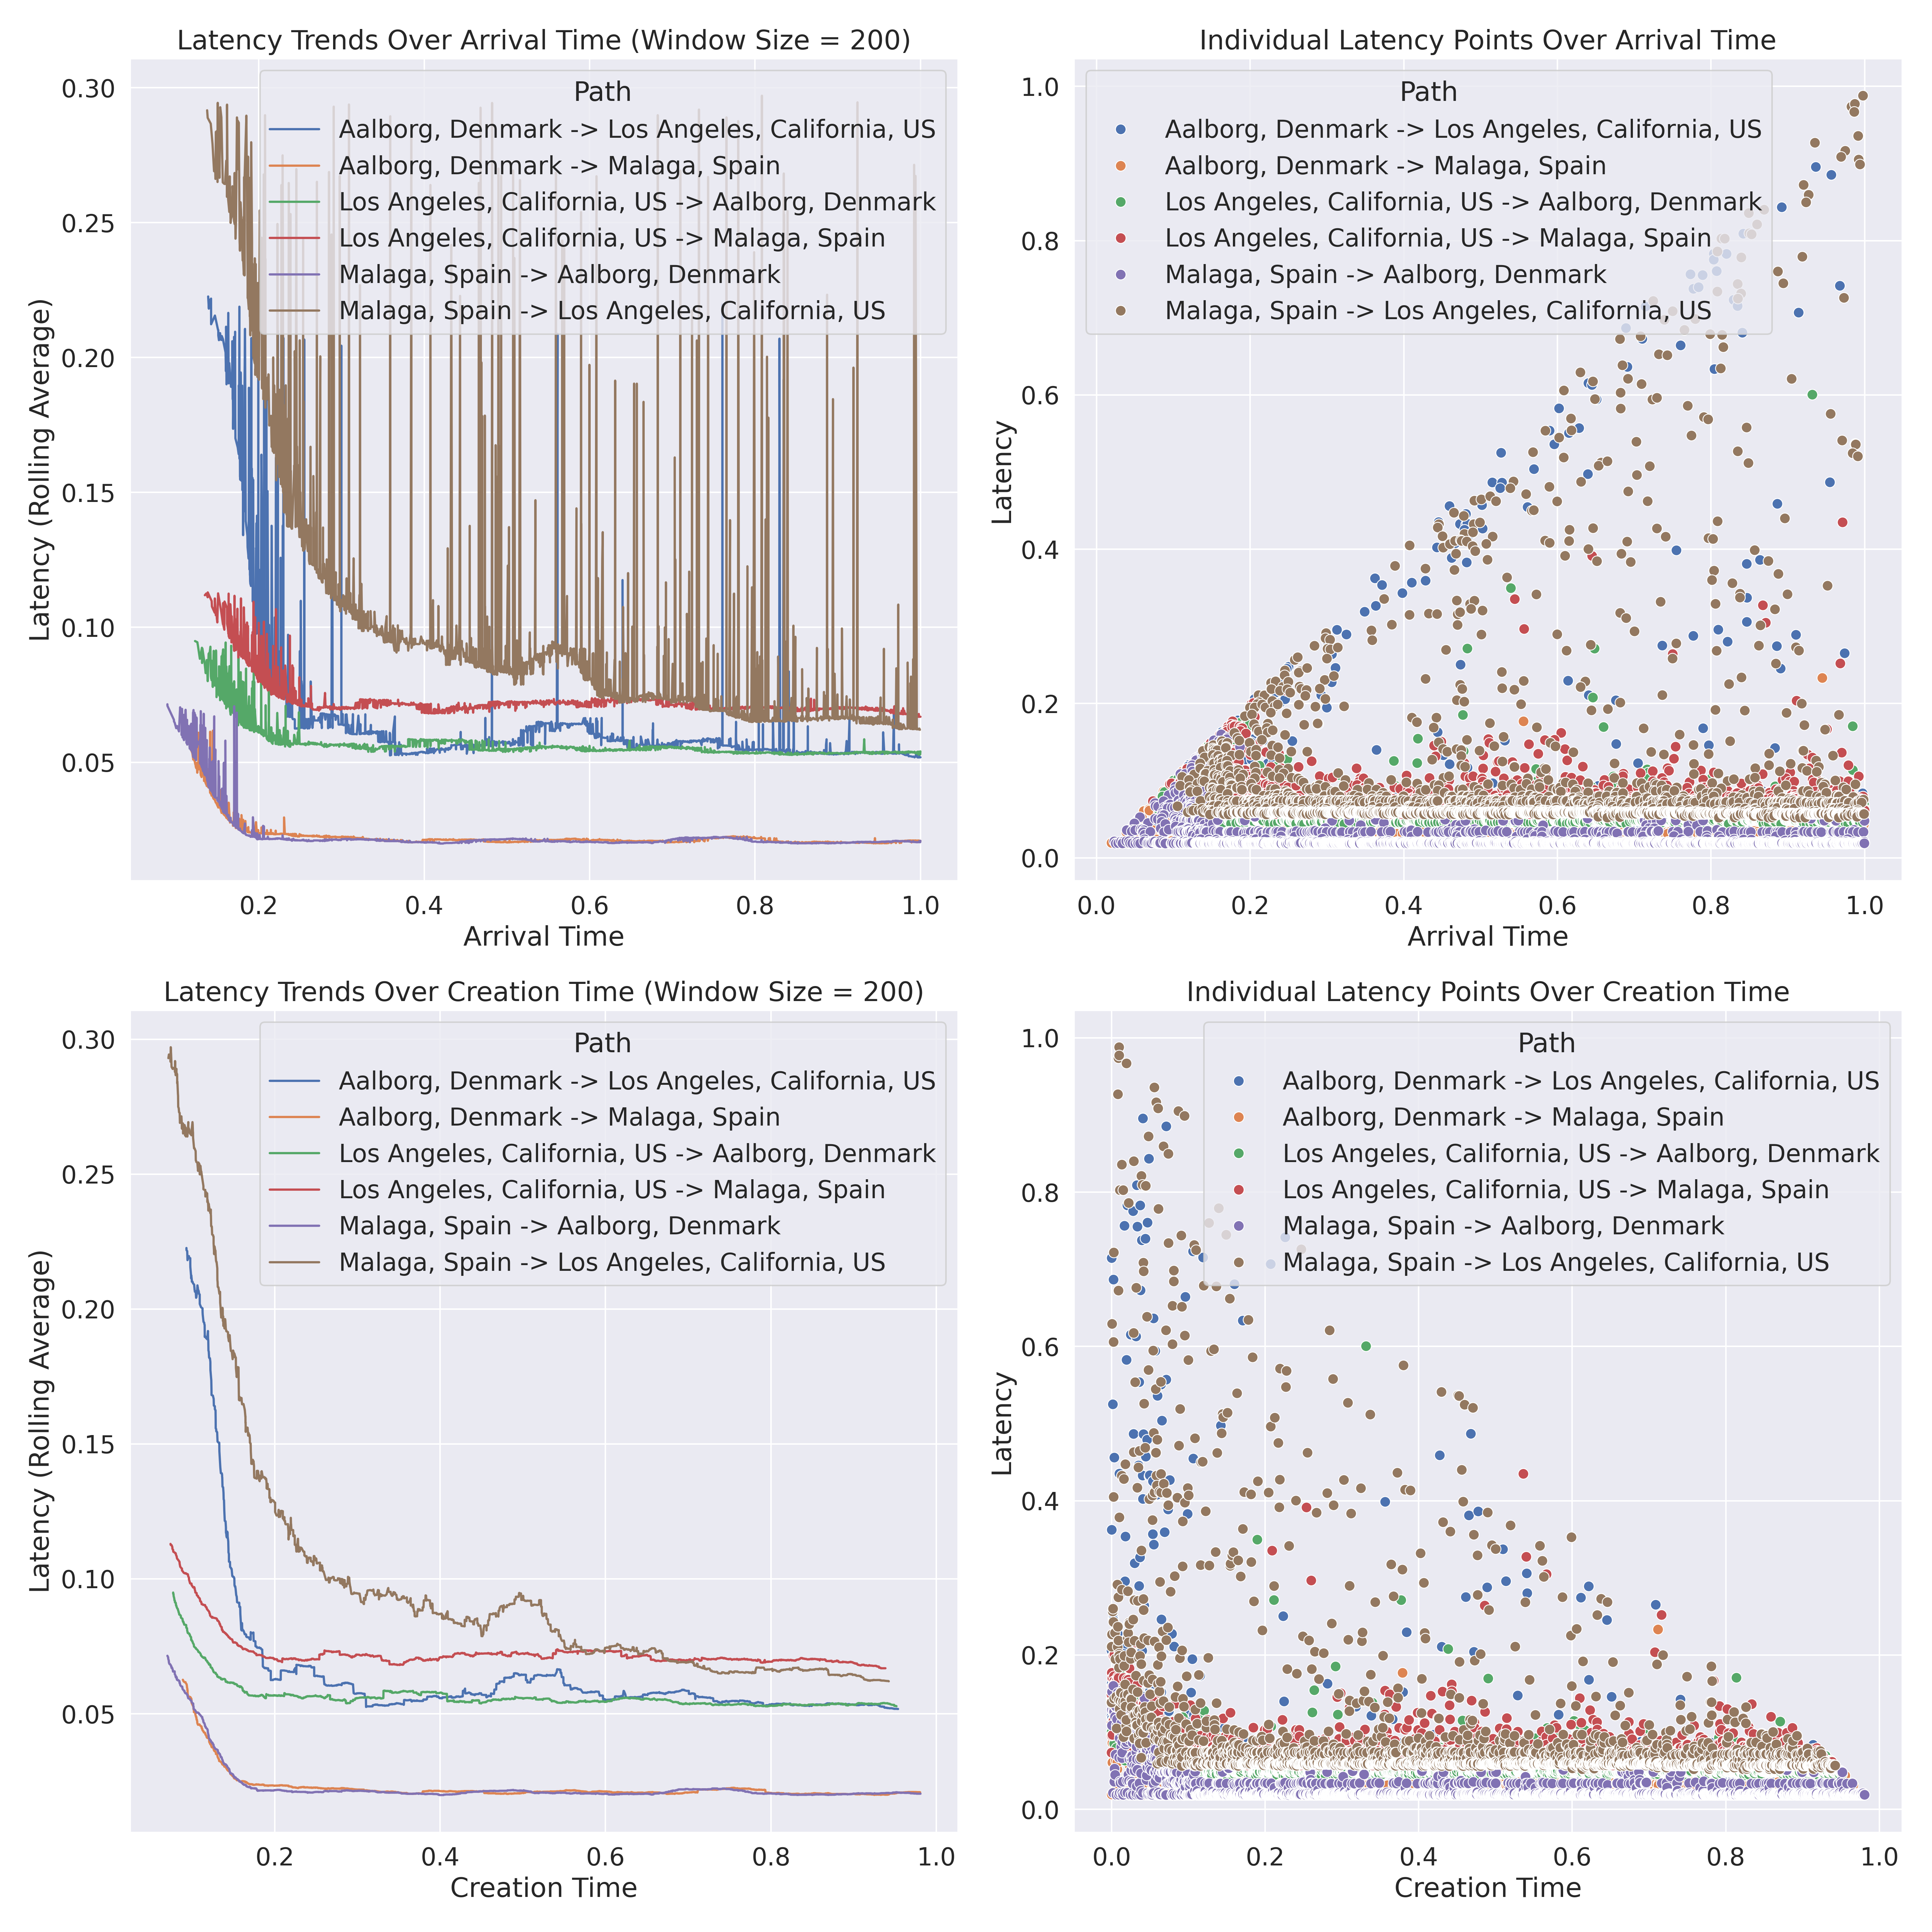 Latency Trends Over Arrival Time (Window Size = 200)
Latency (Rolling Average)
0.30
0.25
0.20
0.15
0.10
0.05
Path
Aalborg, Denmark -> Los Angeles, California, US
Aalborg, Denmark -> Malaga, Spain
Los Angeles, California, US -> Aalborg, Denmark
Los Angeles, California, US -> Malaga, Spain
Malaga, Spain -> Aalborg, Denmark
Malaga, Spain -> Los Angeles, California, US
0.2 0.4 0.6 0.8 1.0
Arrival Time
Individual Latency Points Over Arrival Time
Latency
1.0
0.8
0.6
0.4
0.2
0.0
Path
Aalborg, Denmark -> Los Angeles, California, US
Aalborg, Denmark -> Malaga, Spain
Los Angeles, California, US -> Aalborg, Denmark
Los Angeles, California, US -> Malaga, Spain
Malaga, Spain -> Aalborg, Denmark
Malaga, Spain -> Los Angeles, California, US
0.0 0.2 0.4 0.6 0.8 1.0
Arrival Time
Latency Trends Over Creation Time (Window Size = 200)
Latency (Rolling Average)
0.30
0.25
0.20
0.15
0.10
0.05
Path
Aalborg, Denmark -> Los Angeles, California, US
Aalborg, Denmark -> Malaga, Spain
Los Angeles, California, US -> Aalborg, Denmark
Los Angeles, California, US -> Malaga, Spain
Malaga, Spain -> Aalborg, Denmark
Malaga, Spain -> Los Angeles, California, US
0.2 0.4 0.6 0.8 1.0
Creation Time
Individual Latency Points Over Creation Time
Latency
1.0
0.8
0.6
0.4
0.2
0.0
Path
Aalborg, Denmark -> Los Angeles, California, US
Aalborg, Denmark -> Malaga, Spain
Los Angeles, California, US -> Aalborg, Denmark
Los Angeles, California, US -> Malaga, Spain
Malaga, Spain -> Aalborg, Denmark
Malaga, Spain -> Los Angeles, California, US
0.0 0.2 0.4 0.6 0.8 1.0
Creation Time